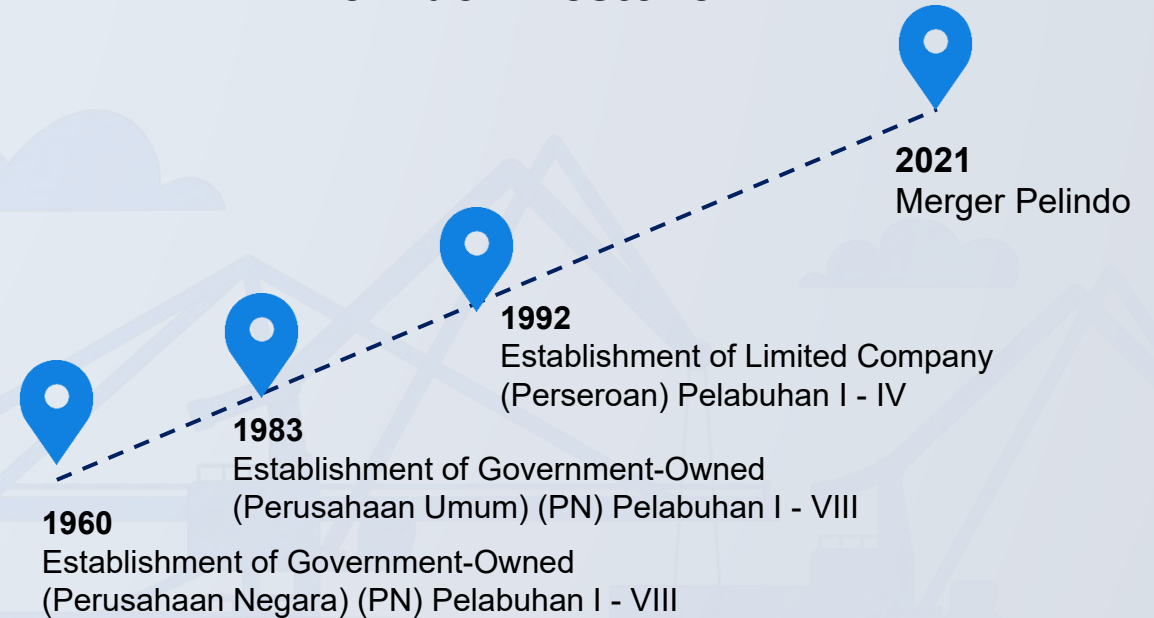 1960
Establishment of Government-Owned
(Perusahaan Negara) (PN) Pelabuhan I - VIII
1983
Establishment of Government-Owned
(Perusahaan Umum) (PN) Pelabuhan I - VIII
1992
Establishment of Limited Company
(Perseroan) Pelabuhan I - IV
2021
Merger Pelindo